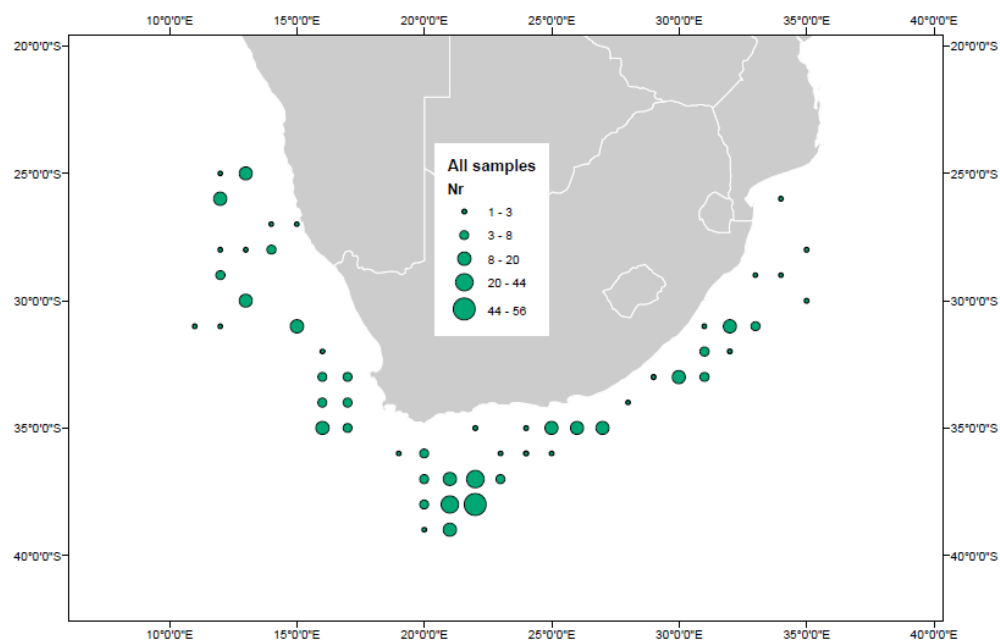 10°0'0"E 15°0'0"E 20°0'0"E 25°0'0"E 30°0'0"E 35°0'0"E
20°0'0"S 20°0'0"S
All samples
Nr
25°0'0"S 25°0'0"S
1 - 3
3 - 8
8 - 20
20 - 44
30°0'0"S 30°0'0"S
44 - 56
35°0'0"S 35°0'0"S
40°0'0"S 40°0'0"S
10°0'0"E 15°0'0"E 20°0'0"E 25°0'0"E 30°0'0"E 35°0'0"E 40°0'0"E